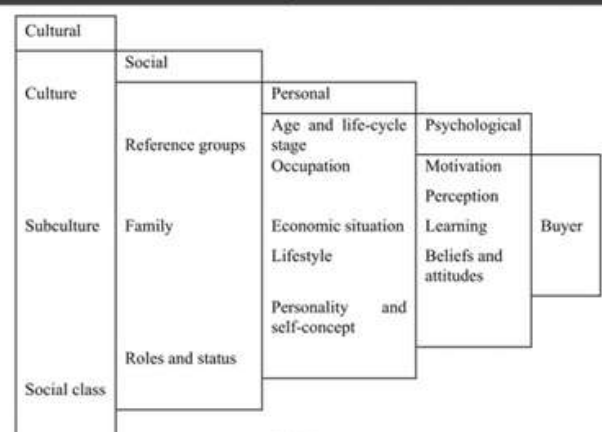 Cultural
Culture
Subculture
Social class
Social
Reference groups
Family
Roles and status
Personal
Age and life-cycle
stage
Occupation
Economic situation
Lifestyle
Personality and
self-concept
Psychological
Motivation
Perception
Learning
Beliefs and
attitudes
Buyer